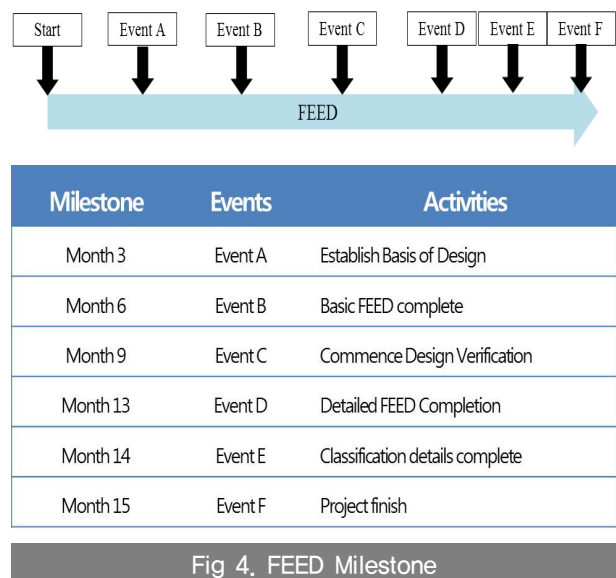 Start Event A Event B Event C Event D Event E Event F
FEED
Milestone Events Activities
Month 3 Event A Establish Basis of Design
Month 6 Event B Basic FEED complete
Month 9 Event C Commence Design Verification
Month 13 Event D Detailed FEED Completion
Month 14 Event E Classification details complete
Month 15 Event F Project finish
Fig 4. FEED Milestone